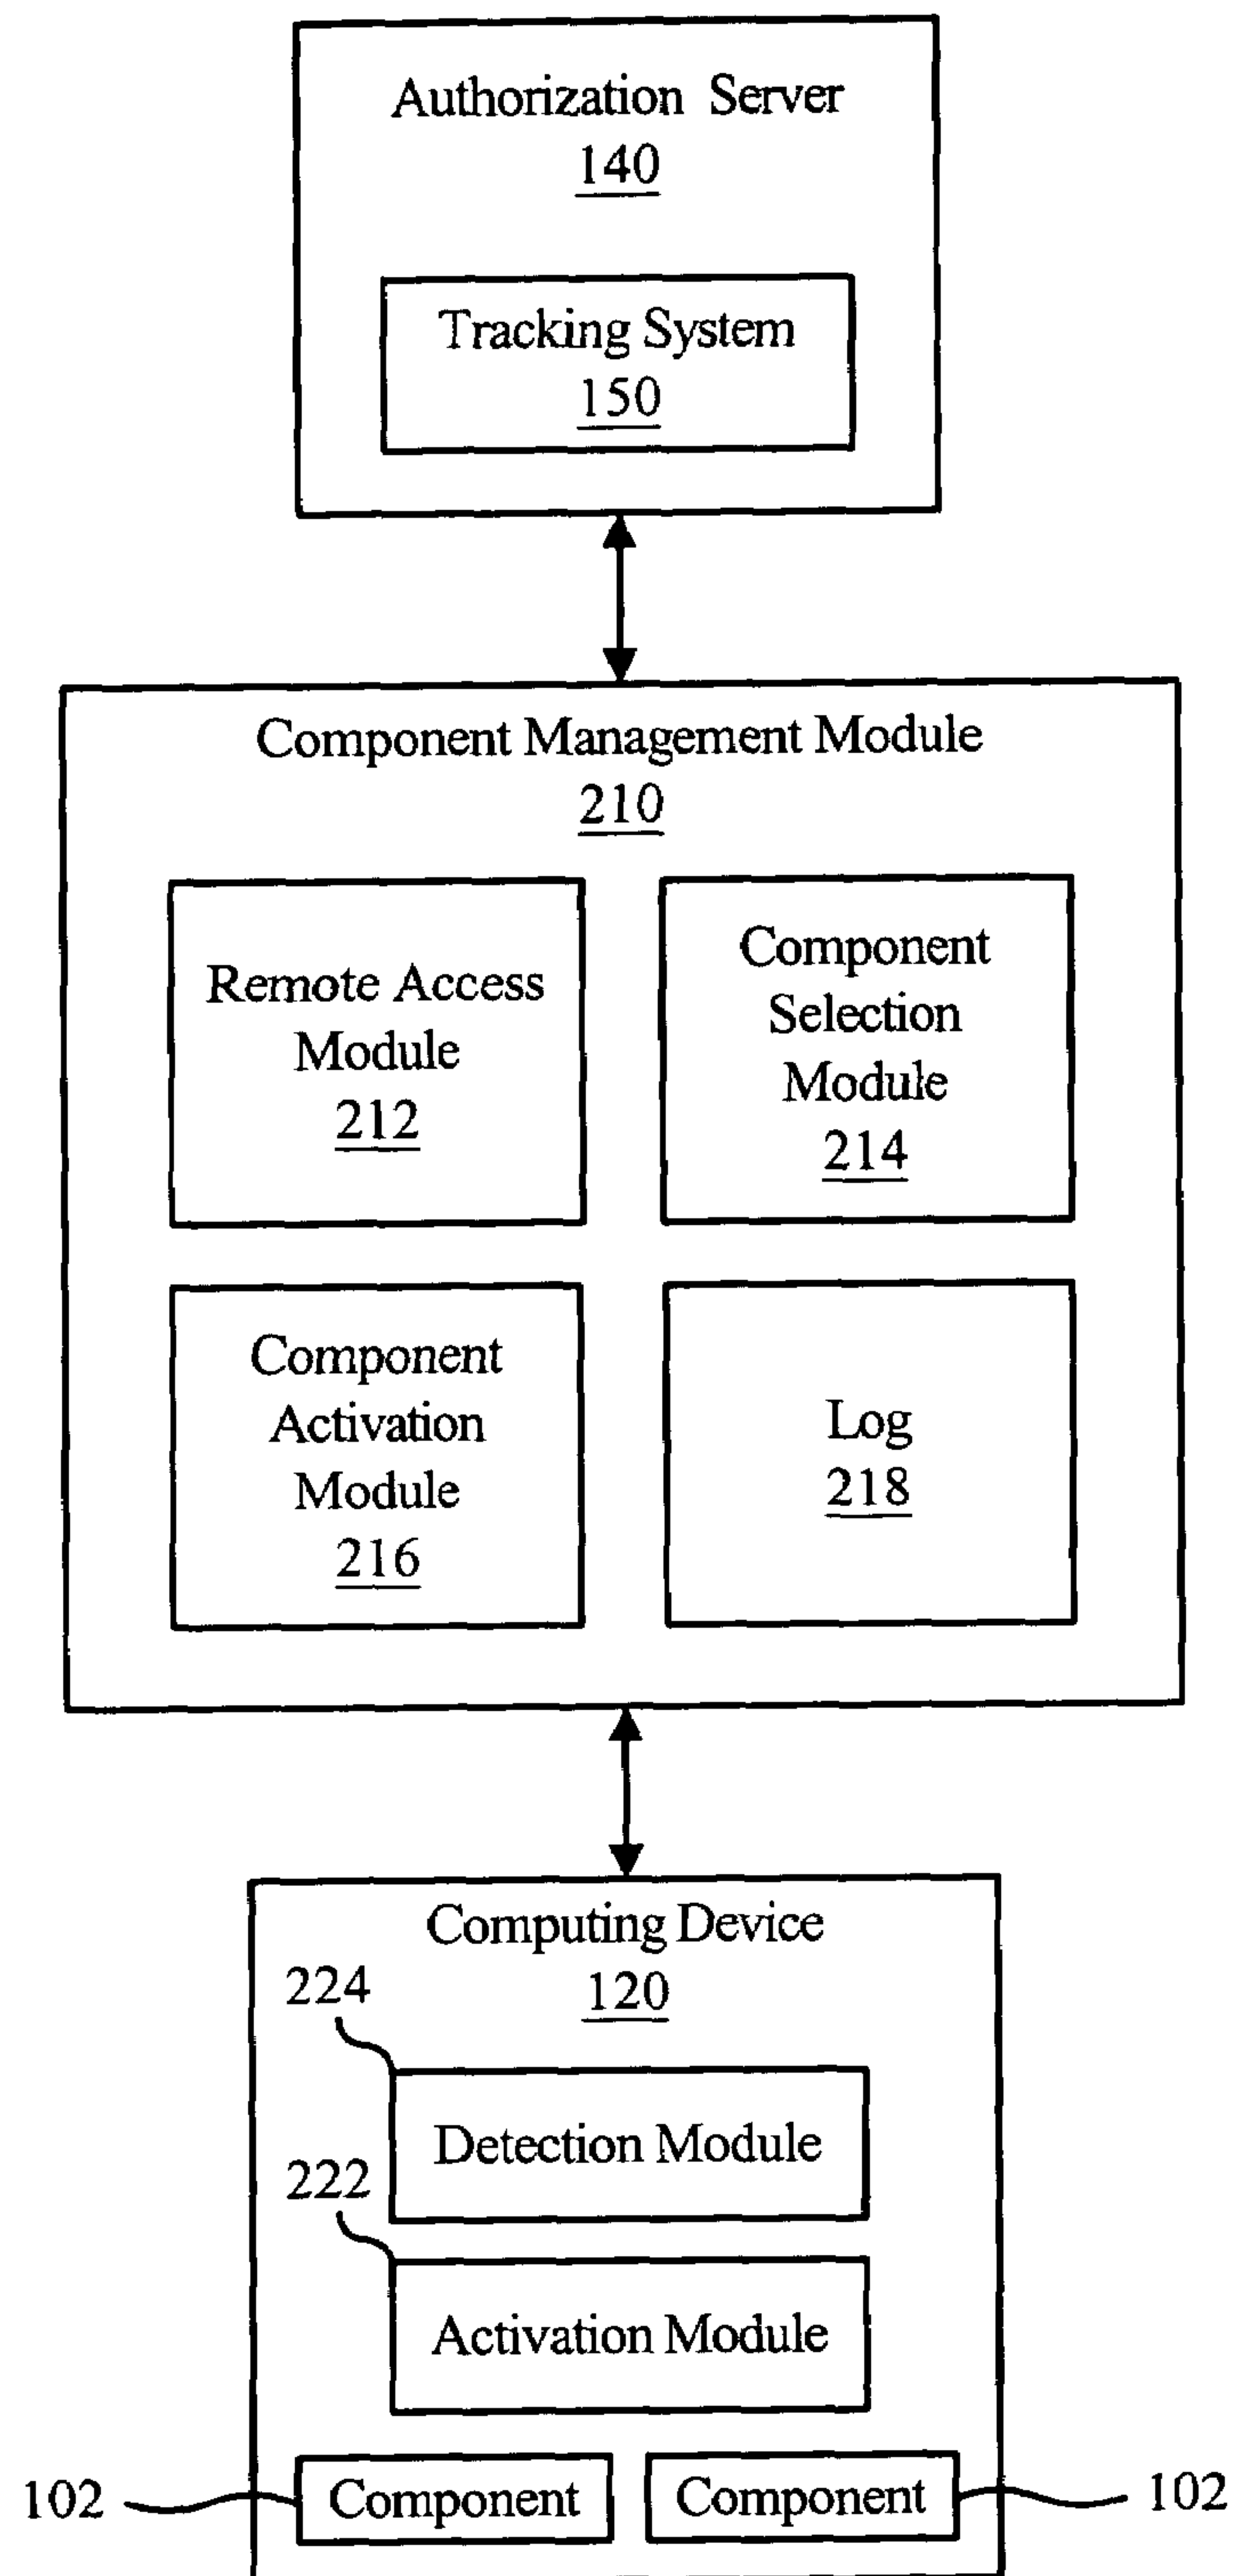 Authorization Server
140
Tracking System
150
Component Management Module
210
Remote Access
Module
212
Component
Selection
Module
214
Component
Activation
Module
216
Log
218
Computing Device
120
224
Detection Module
222
Activation Module
102
Component
Component
102